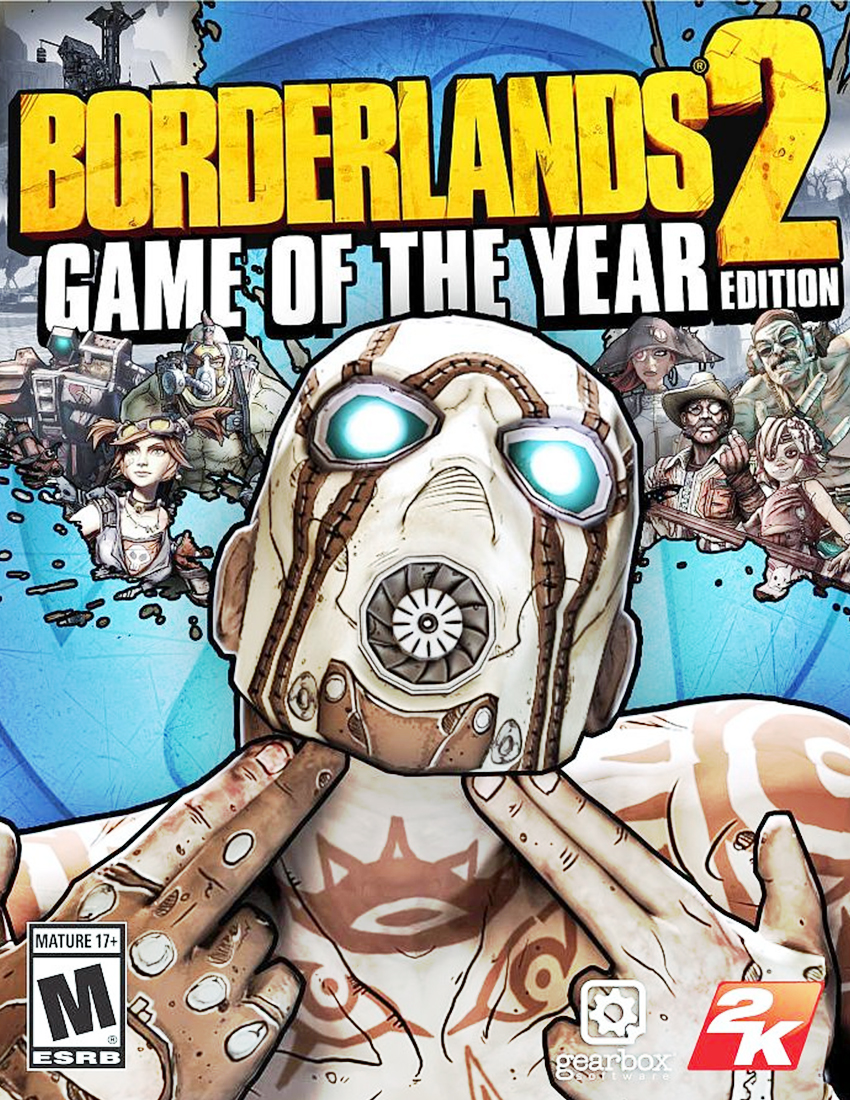 BORDERLANDS® 2
GAME OF THE YEAR EDITION
MATURE 17+
M®
ESRB
gearbox
software
2K